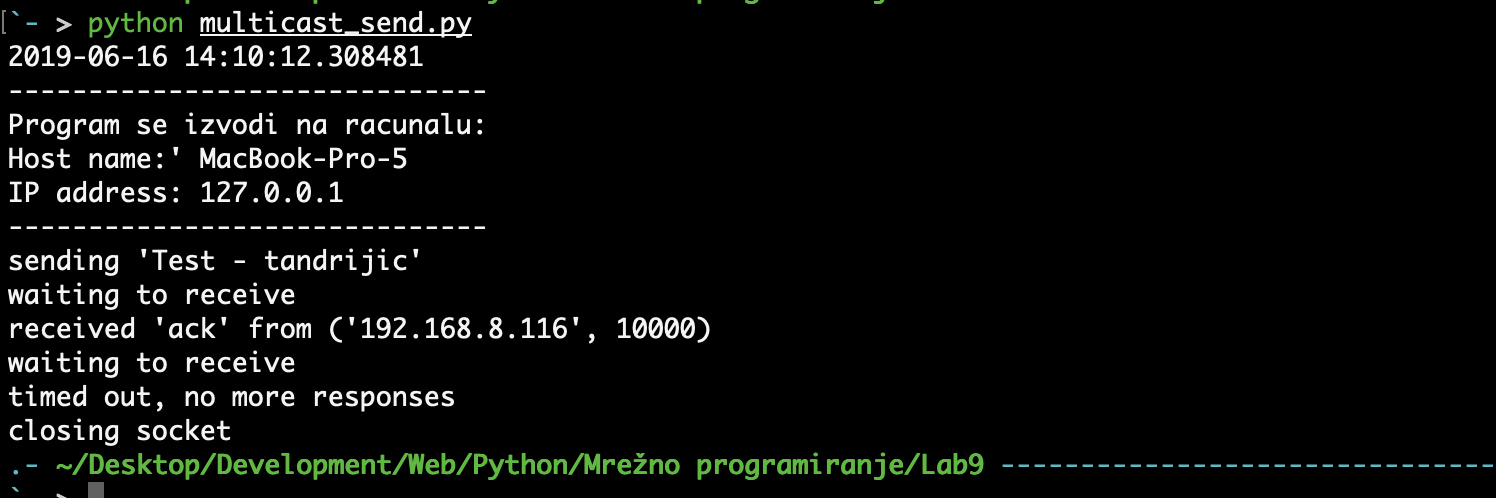 `- > python multicast_send.py
2019-06-16 14:10:12.308481
------------------------------
Program se izvodi na racunalu:
Host name:' MacBook-Pro-5
IP address: 127.0.0.1
------------------------------
sending 'Test - tandrijic'
waiting to receive
received 'ack' from ('192.168.8.116', 10000)
waiting to receive
timed out, no more responses
closing socket
.- ~/Desktop/Development/Web/Python/Mrežno programiranje/Lab9 -------------------------------
`- >